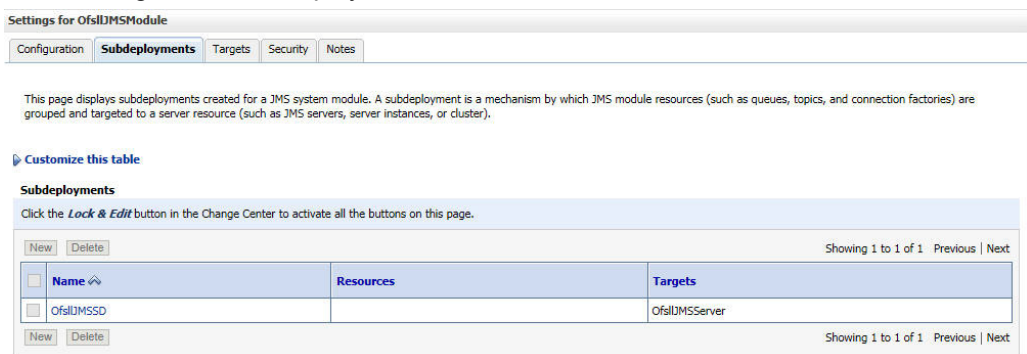 Settings for OfsllJMSModule
Configuration Subdeployments Targets Security Notes
This page displays subdeployments created for a JMS system module. A subdeployment is a mechanism by which JMS module resources (such as queues, topics, and connection factories) are
grouped and targeted to a server resource (such as JMS servers, server instances, or cluster).
Customize this table
Subdeployments
Click the Lock & Edit button in the Change Center to activate all the buttons on this page.
New Delete Showing 1 to 1 of 1 Previous | Next
Name Resources Targets
OfsllJMSSD OfsllJMSServer
New Delete Showing 1 to 1 of 1 Previous | Next